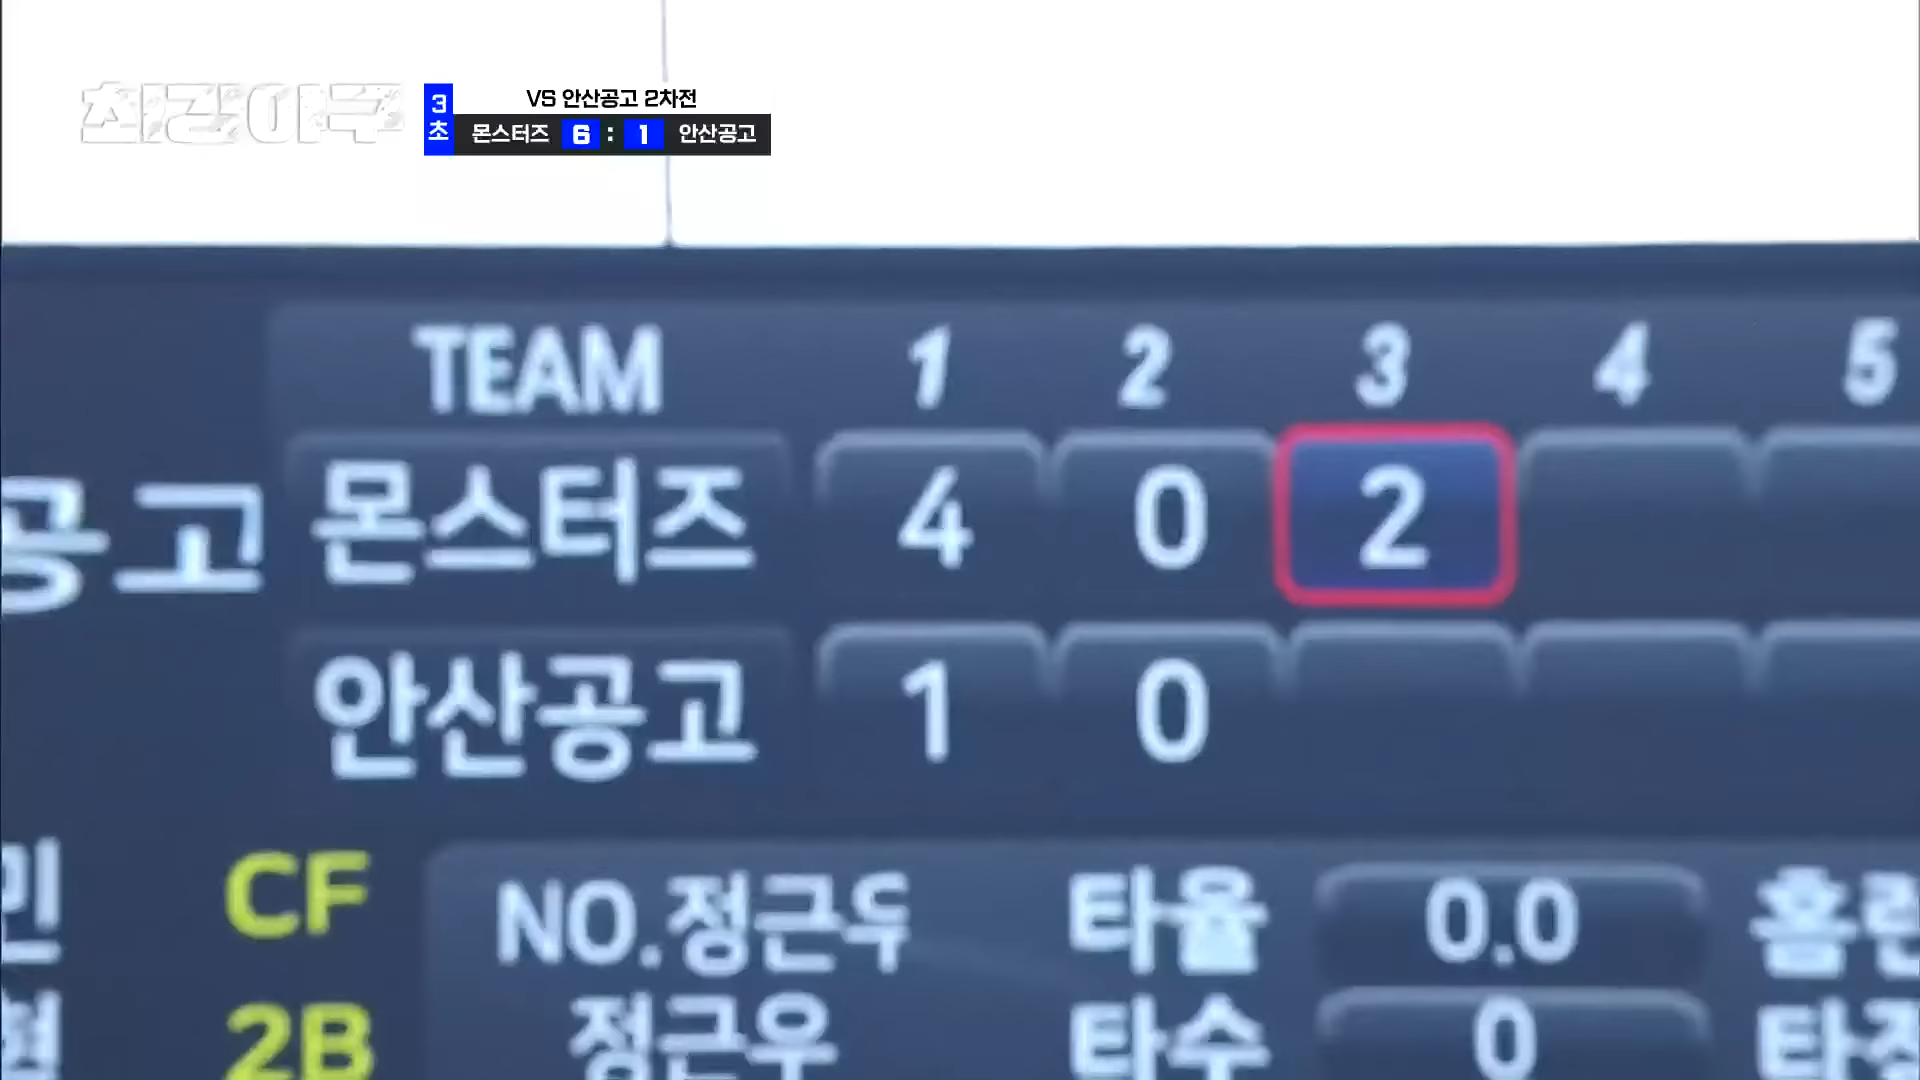 최강야구
3초
VS 안산공고 2차전
몬스터즈 6 : 1 안산공고
TEAM 1 2 3 4 5
공고
몬스터즈 4 0 2
안산공고 1 0
민 CF NO.정근우 타율 0.0 홈런
2B 정근우 타수 0